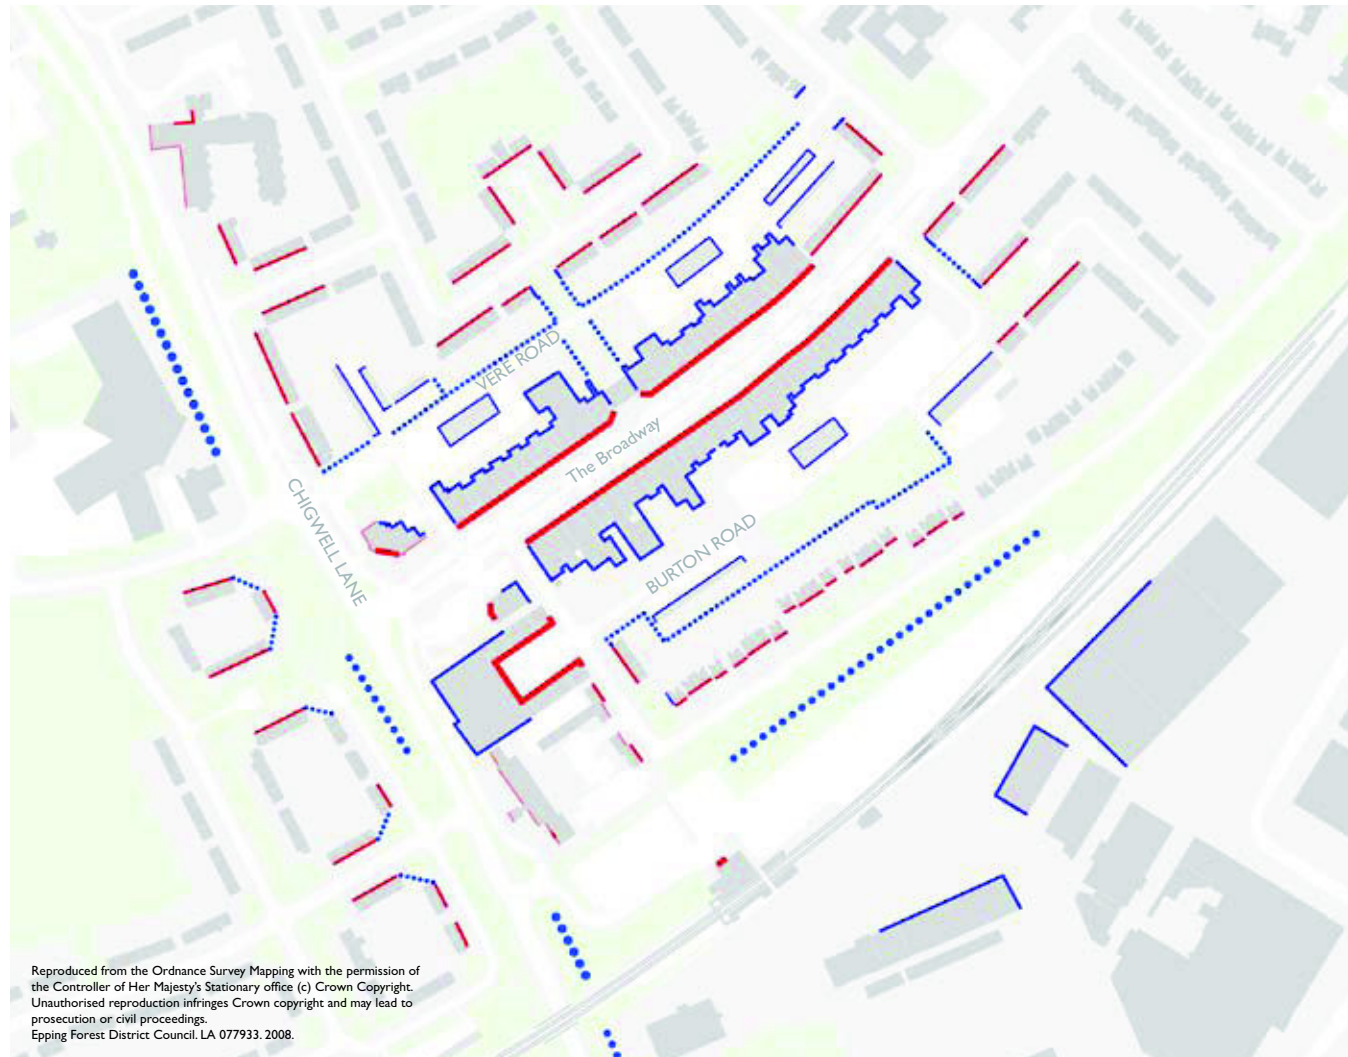 VERE ROAD
The Broadway
CHIGWELL LANE
BURTON ROAD
Reproduced from the Ordnance Survey Mapping with the permission of
the Controller of Her Majesty's Stationary office (c) Crown Copyright.
Unauthorised reproduction infringes Crown copyright and may lead to
prosecution or civil proceedings.
Epping Forest District Council. LA 077933. 2008.